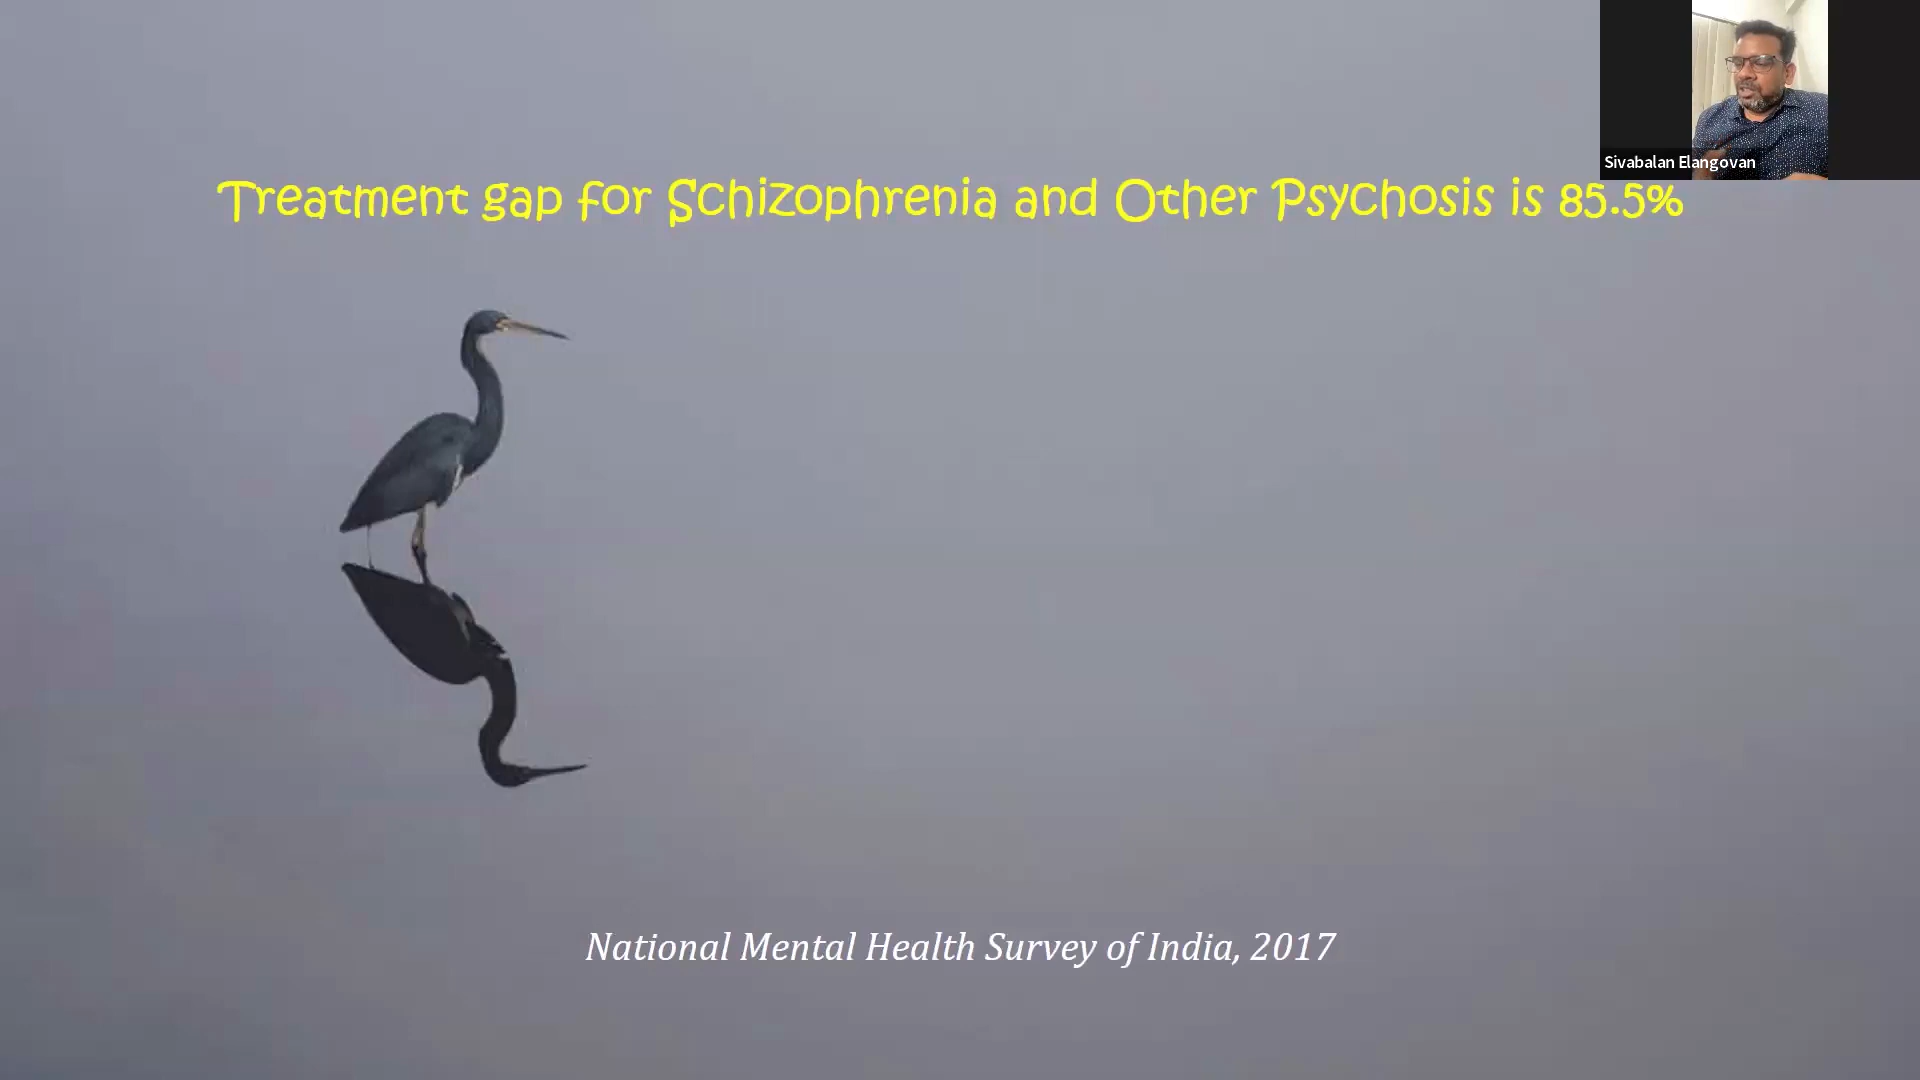 Sivabalan Elangovan
Treatment gap for Schizophrenia and Other Psychosis is 85.5%
National Mental Health Survey of India, 2017